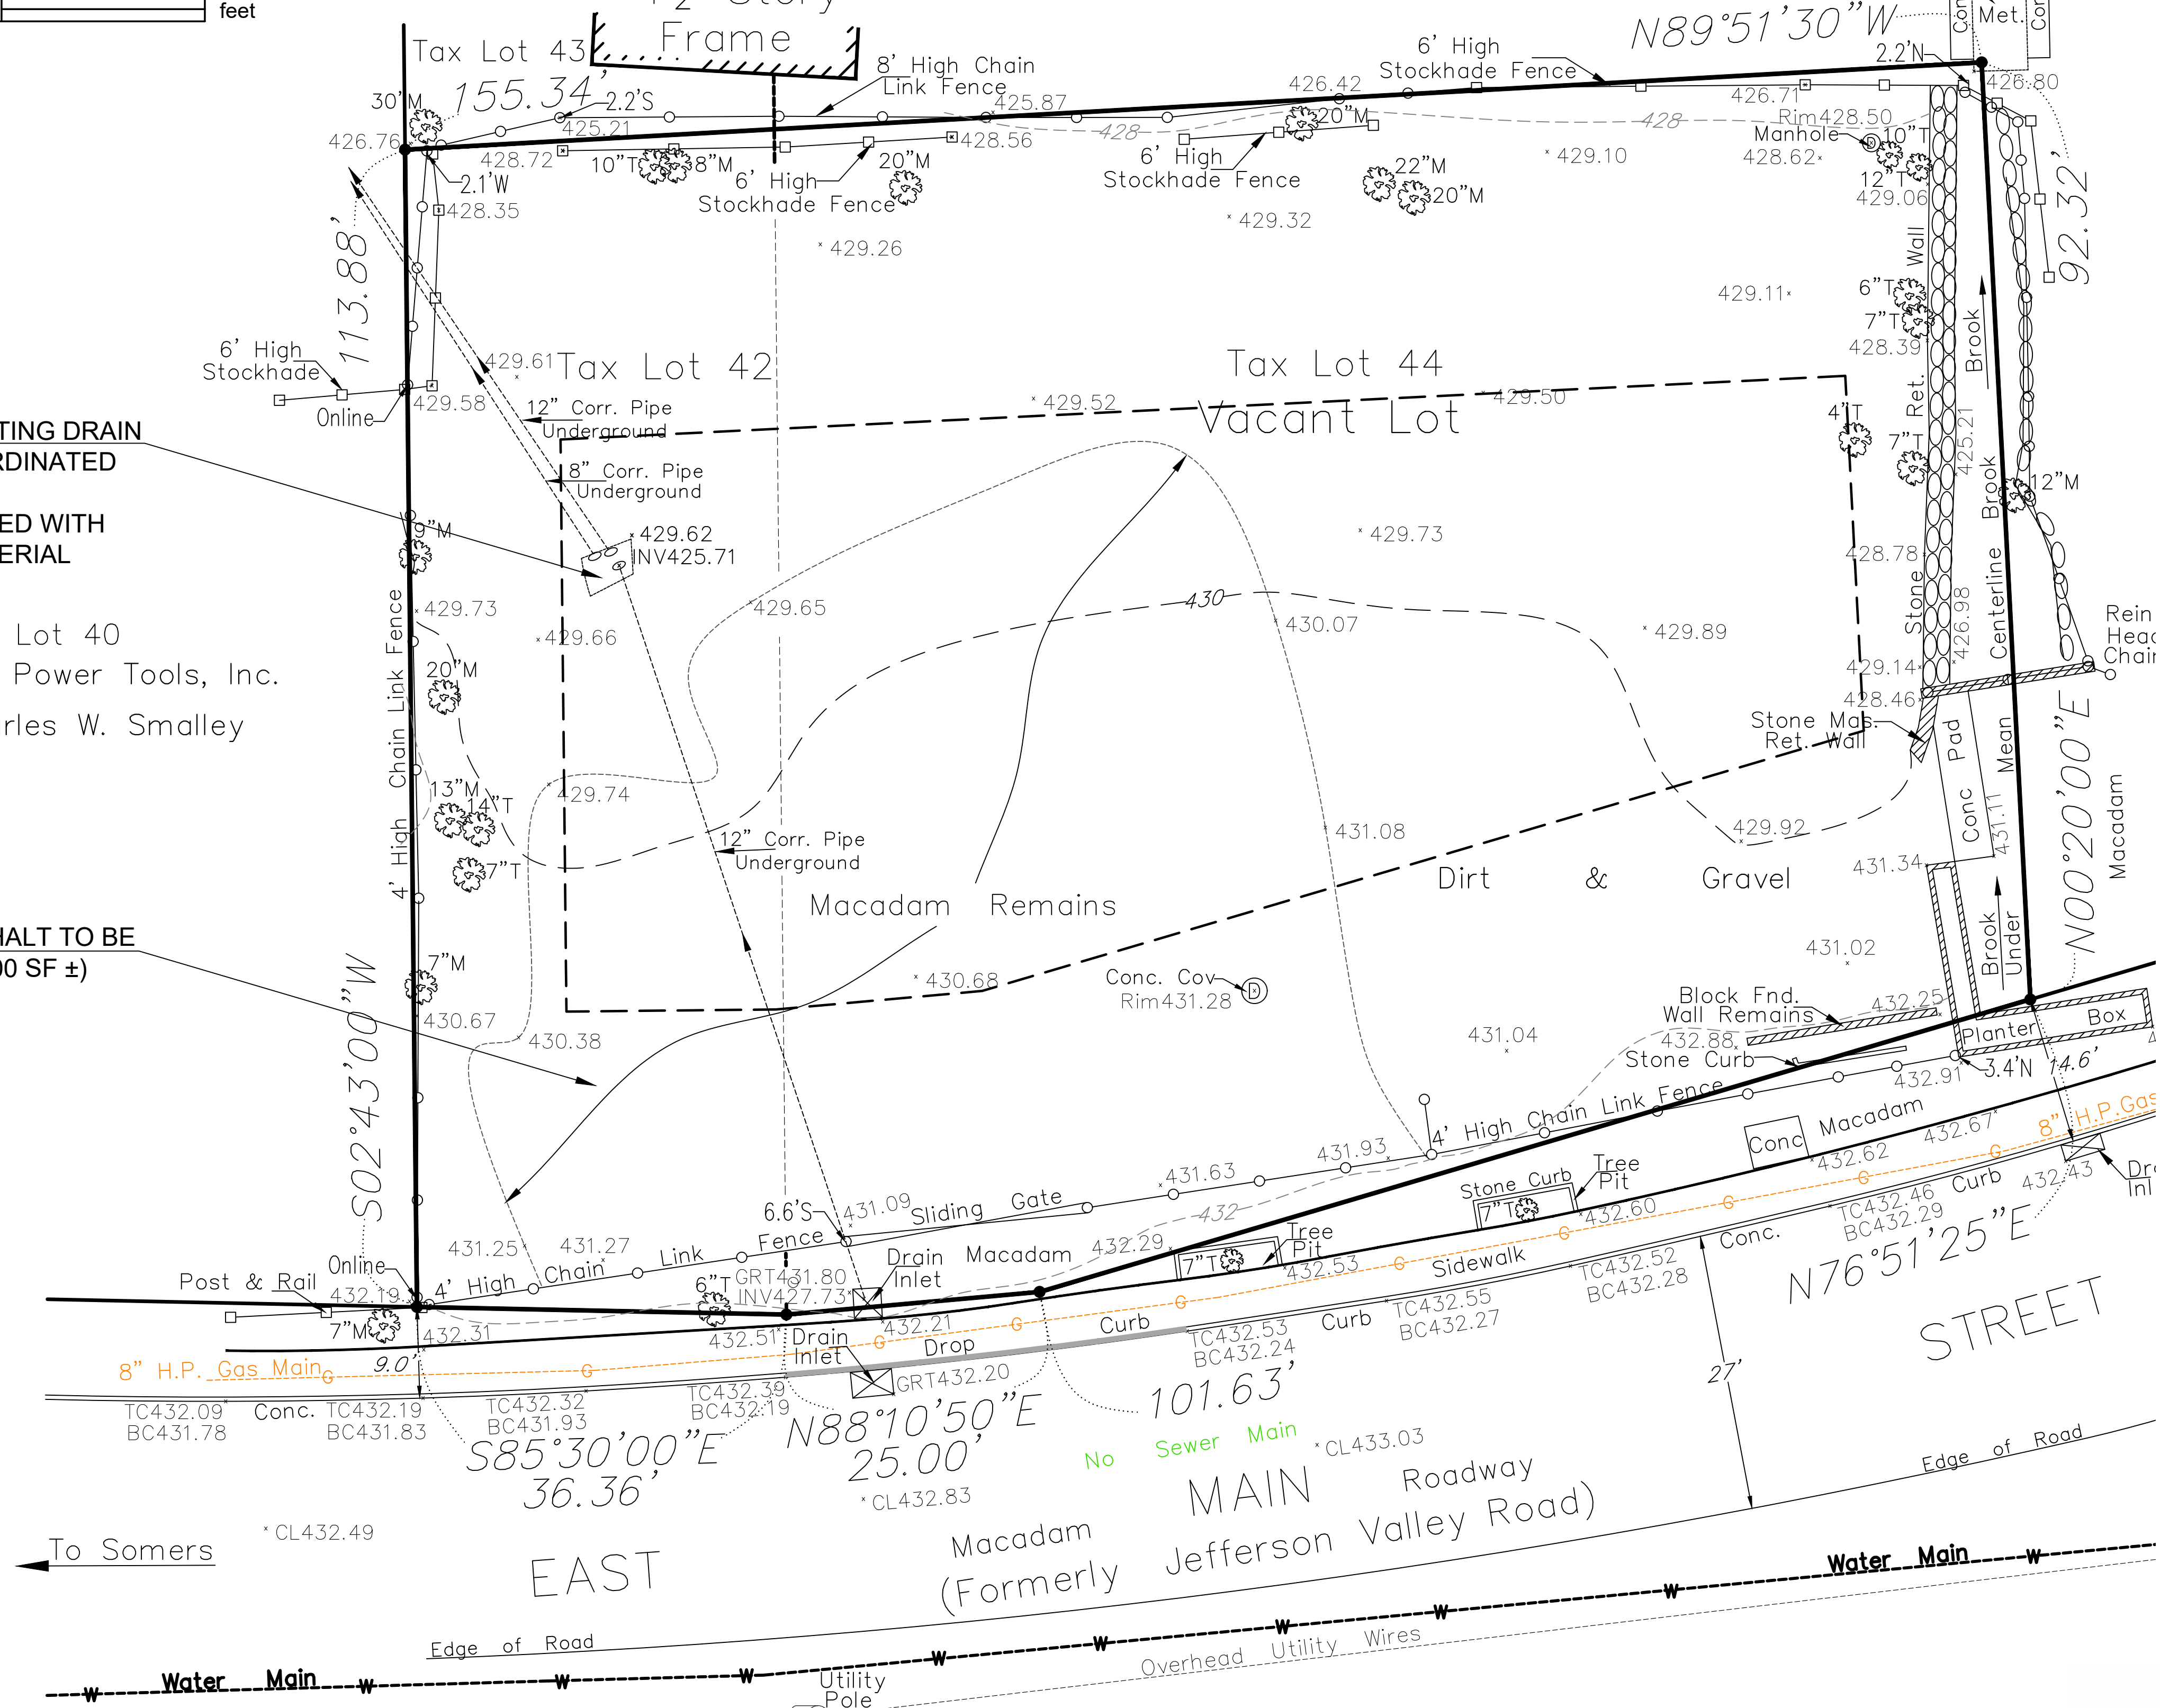 feet
Story
Frame
Tax Lot 43
155.34'
8' High Chain
Link Fence
6' High
Stockhade Fence
N89°51'30"W
2.2'N
Met.
426.80
30"M
2.2'S
426.76
425.21
425.87
426.42
426.71
Rim428.50
Manhole
10"T
428.72
10"T
8"M
20"M
428.56
428
20"M
428
429.10
428.62
2.1'W
6' High
Stockhade Fence
6' High
Stockhade Fence
22"M
20"M
12"T
429.06
428.35
429.26
429.32
92.32'
113.88'
429.11
6"T
7"T
428.39
6' High
Stockhade
Online
429.61
Tax Lot 42
Tax Lot 44
429.58
429.52
429.50
Vacant Lot
12" Corr. Pipe
Underground
8" Corr. Pipe
Underground
4"T
7"T
425.21
Brook
Stone Ret. Wall
12"M
TING DRAIN
RDINATED
ED WITH
ERIAL
9"M
429.62
INV425.71
429.73
428.78
429.73
429.66
429.65
430
430.07
429.89
426.98
429.14
428.46
Lot 40
Power Tools, Inc.
rles W. Smalley
4' High Chain Link Fence
20"M
Stone Mas.
Ret. Wall
Conc Pad
Mean Centerline Brook
Rein
Head
Chain
N00°20'00"E
Macadam
13"M
14"T
7"T
429.74
12" Corr. Pipe
Underground
431.08
429.92
431.11
431.34
Macadam Remains
Dirt & Gravel
HALT TO BE
00 SF ±)
7"M
430.67
430.68
430.38
Conc. Cov
Rim431.28
D
431.02
Brook
Under
Block Fnd.
Wall Remains
432.25
431.04
432.88
Stone Curb
Planter Box
3.4'N
14.6'
432.91
S02°43'00"W
4' High Chain Link Fence
Conc
Macadam
432.67
8" H.P.Gas
432.62
431.93
431.63
Stone Curb
Tree
Pit
7"T
432.60
432.46
TC432.46
BC432.29
Curb
432.43
6.6'S
431.09
Sliding Gate
432
431.25
431.27
4' High Chain Link Fence
Online
Post & Rail
432.19
6"T
GRT431.80
INV427.73
Drain
Inlet
Macadam
432.29
Tree
Pit
7"T
432.53
Sidewalk
TC432.52
BC432.28
Conc.
N76°51'25"E
7"M
432.31
432.51
Drain
Inlet
432.21
Drop
Curb
TC432.53
BC432.24
Curb
TC432.55
BC432.27
STREET
8" H.P. Gas Main
9.0'
GRT432.20
27'
TC432.09
BC431.78
Conc.
TC432.19
BC431.83
TC432.32
BC431.93
TC432.39
BC432.19
S85°30'00"E
36.36'
N88°10'50"E
25.00'
101.63'
No Sewer Main
CL433.03
CL432.83
MAIN
Roadway
Edge of Road
CL432.49
Macadam
(Formerly Jefferson Valley Road)
To Somers
EAST
Water Main
Edge of Road
Overhead Utility Wires
Water Main
Utility
Pole